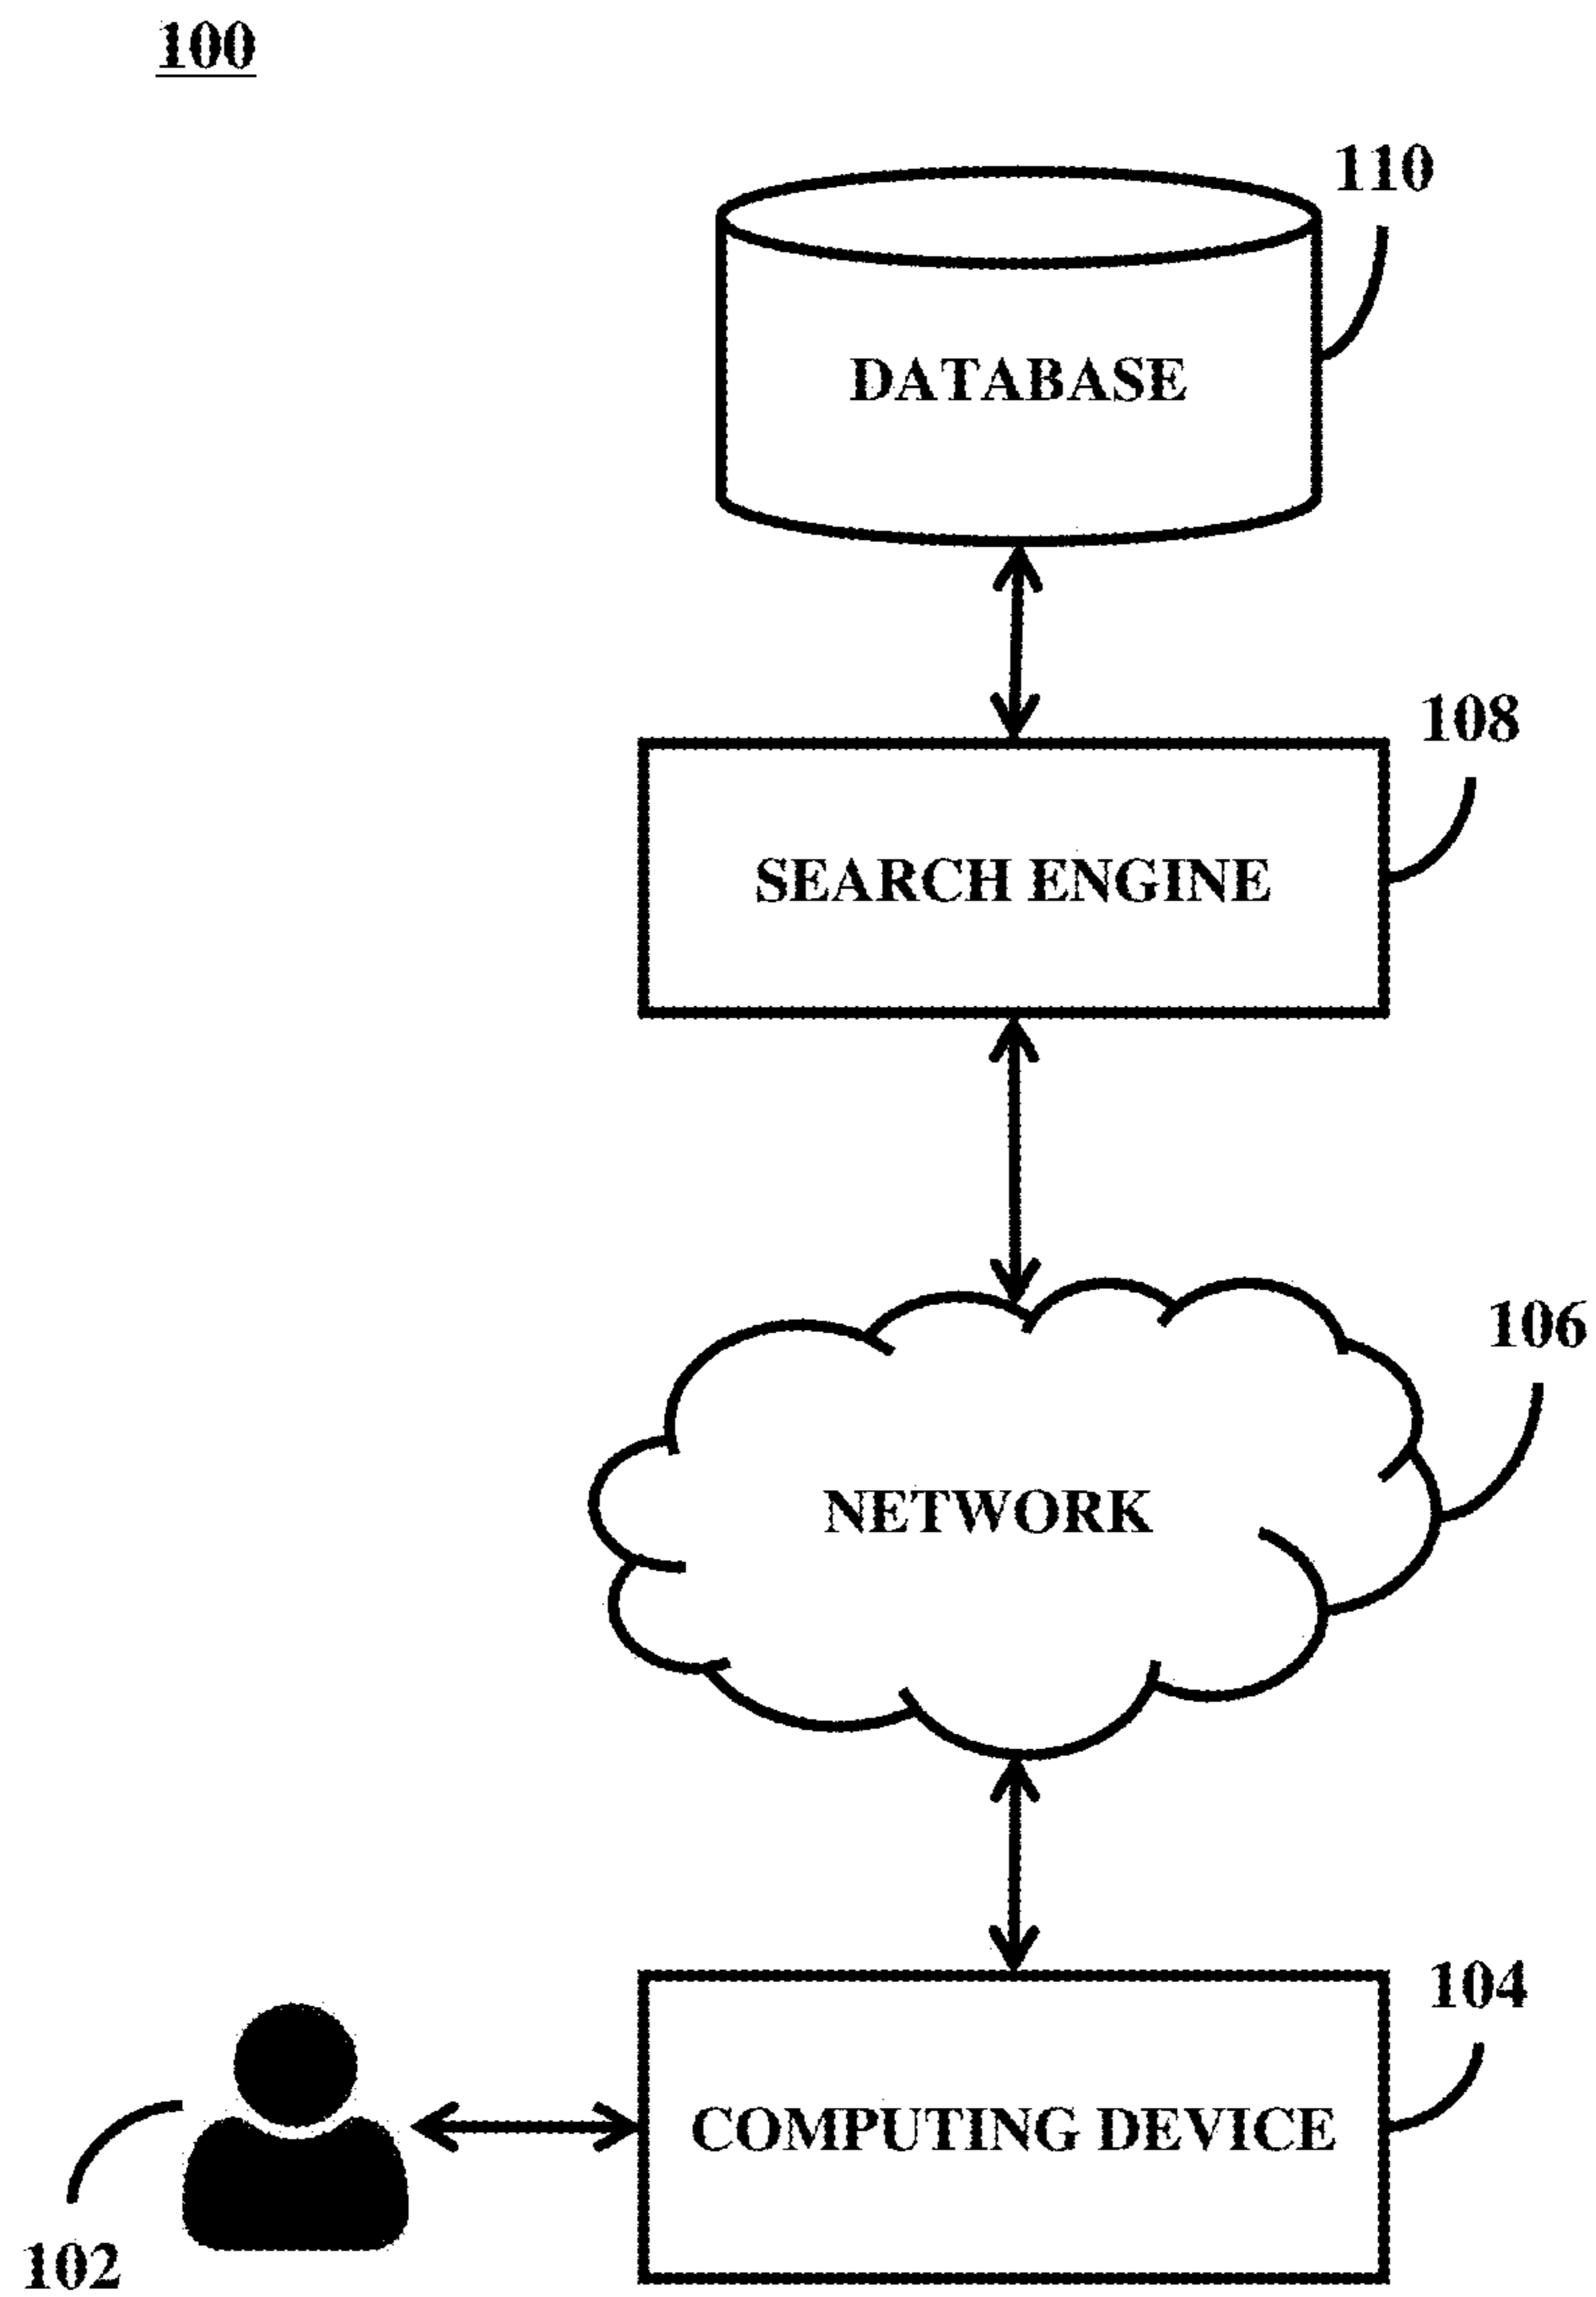 100
110
DATABASE
108
SEARCH ENGINE
106
NETWORK
104
COMPUTING DEVICE
102